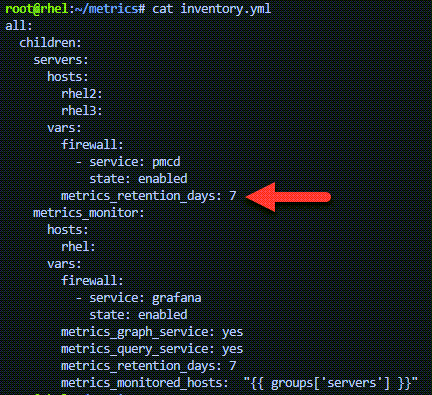 root@rhel:~/metrics# cat inventory.yml
all:
  children:
    servers:
      hosts:
        rhel2:
        rhel3:
      vars:
        firewall:
          - service: pmcd
            state: enabled
        metrics_retention_days: 7
    metrics_monitor:
      hosts:
        rhel:
      vars:
        firewall:
          - service: grafana
            state: enabled
        metrics_graph_service: yes
        metrics_query_service: yes
        metrics_retention_days: 7
        metrics_monitored_hosts:  "{{ groups['servers'] }}"